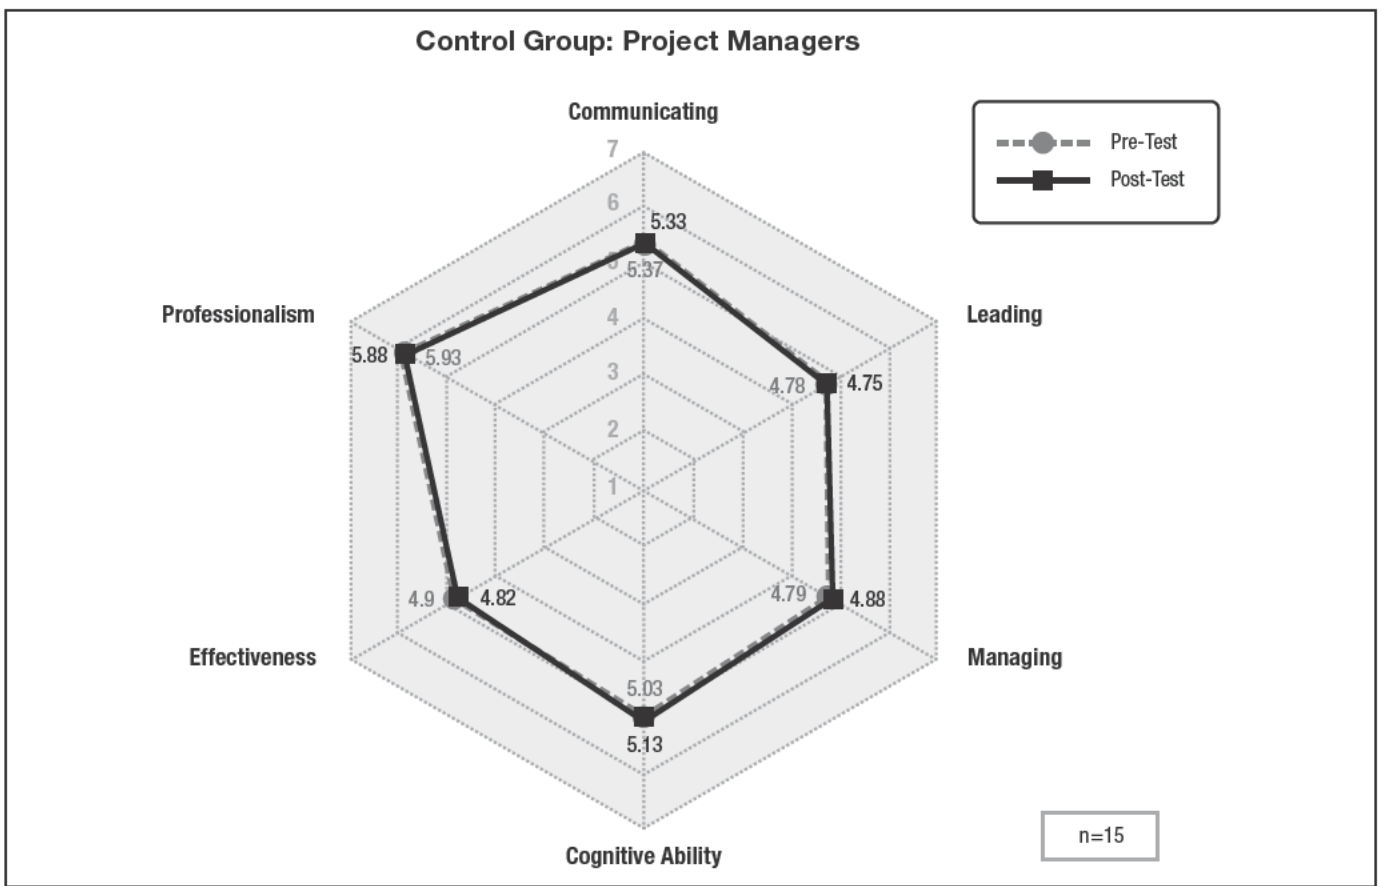 Control Group: Project Managers
Communicating
Pre-Test
Post-Test
7
6
5.33
5
5.37
Professionalism
Leading
4
5.88
5.93
3
4.78
4.75
2
1
4.9
4.82
4.79
4.88
Effectiveness
Managing
5.03
5.13
n=15
Cognitive Ability